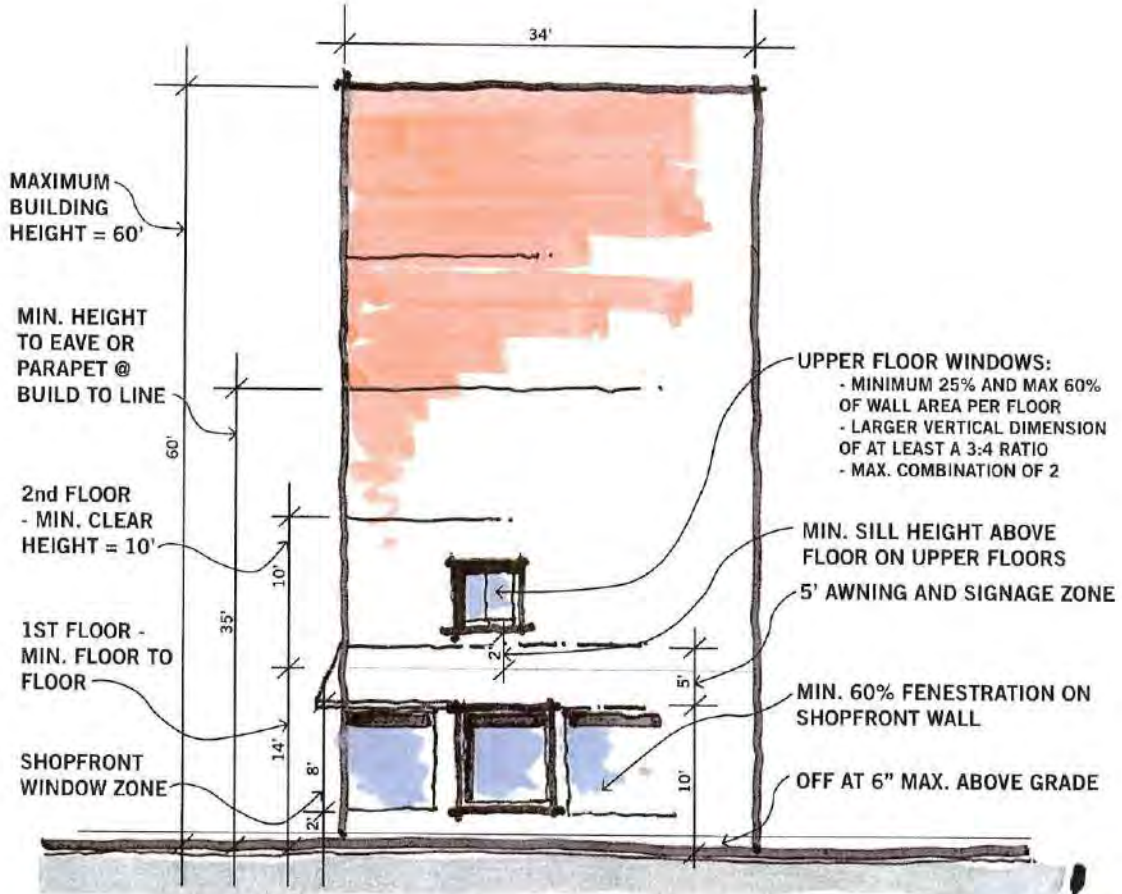 34'
MAXIMUM
BUILDING
HEIGHT = 60'
MIN. HEIGHT
TO EAVE OR
PARAPET @
BUILD TO LINE
60'
35'
2nd FLOOR
- MIN. CLEAR
HEIGHT = 10'
10'
1ST FLOOR -
MIN. FLOOR TO
FLOOR
14'
SHOPFRONT
WINDOW ZONE
8'
2'
UPPER FLOOR WINDOWS:
- MINIMUM 25% AND MAX 60%
OF WALL AREA PER FLOOR
- LARGER VERTICAL DIMENSION
OF AT LEAST A 3:4 RATIO
- MAX. COMBINATION OF 2
MIN. SILL HEIGHT ABOVE
FLOOR ON UPPER FLOORS
2'
5' AWNING AND SIGNAGE ZONE
5'
MIN. 60% FENESTRATION ON
SHOPFRONT WALL
10'
OFF AT 6" MAX. ABOVE GRADE